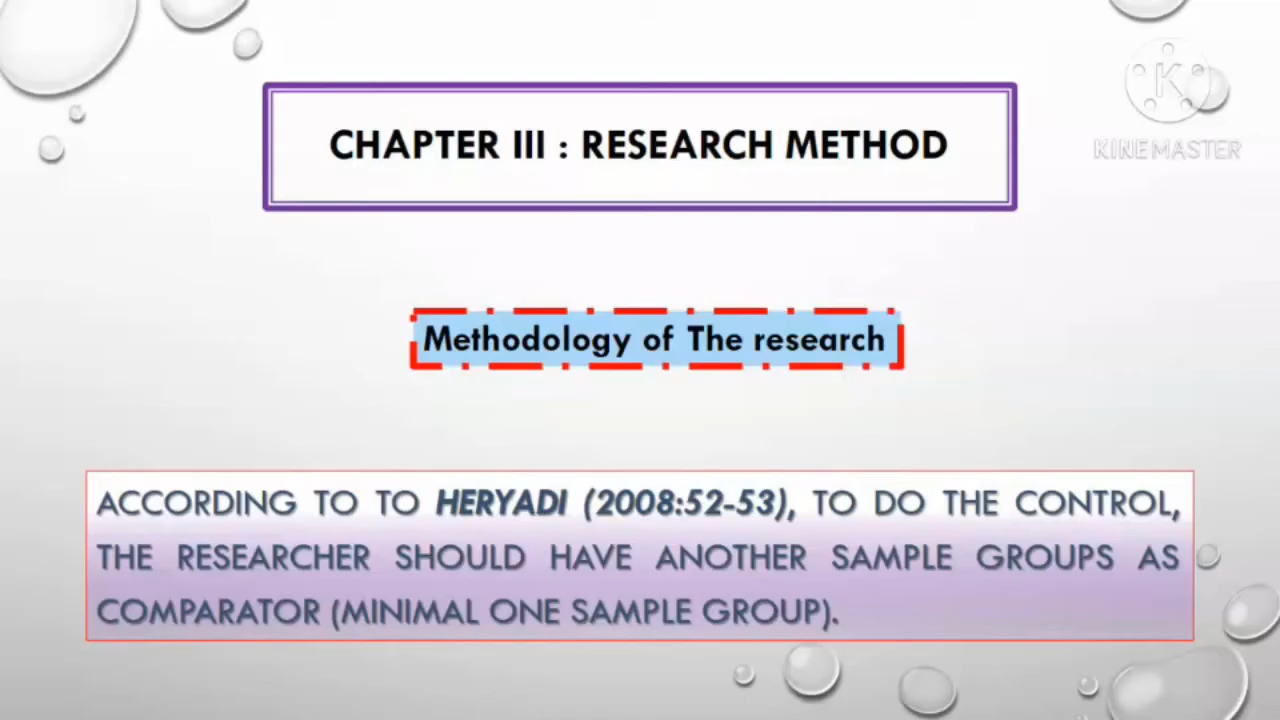 CHAPTER III : RESEARCH METHOD
K
KINEMASTER
Methodology of The research
ACCORDING TO TO HERYADI (2008:52-53), TO DO THE CONTROL,
THE RESEARCHER SHOULD HAVE ANOTHER SAMPLE GROUPS AS
COMPARATOR (MINIMAL ONE SAMPLE GROUP).